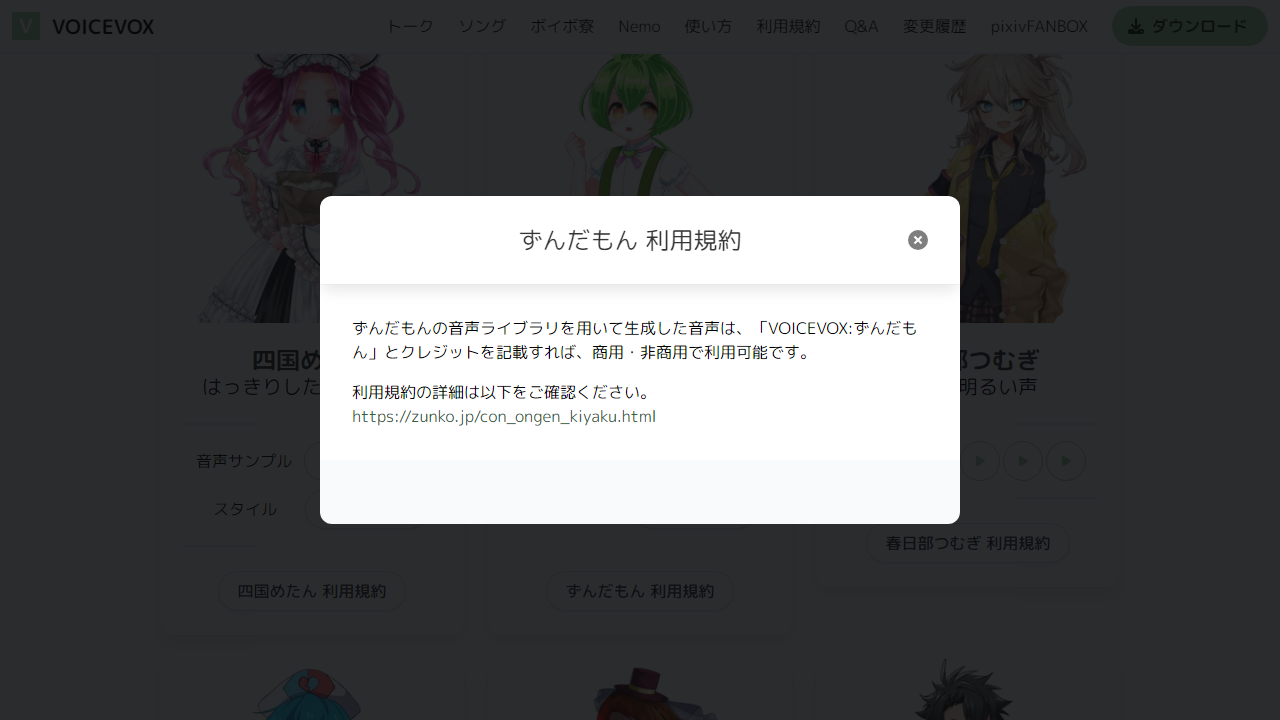 VOICEVOX
トーク ソング ボイボ寮 Nemo 使い方 利用規約 Q&A 変更履歴 pixivFANBOX ダウンロード
ずんだもん 利用規約
ずんだもんの音声ライブラリを用いて生成した音声は、「VOICEVOX:ずんだも
ん」とクレジットを記載すれば、商用・非商用で利用可能です。
利用規約の詳細は以下をご確認ください。
https://zunko.jp/con_ongen_kiyaku.html
四国め
はっきりした
音声サンプル
スタイル
四国めたん 利用規約
ずんだもん 利用規約
部つむぎ
明るい声
春日部つむぎ 利用規約